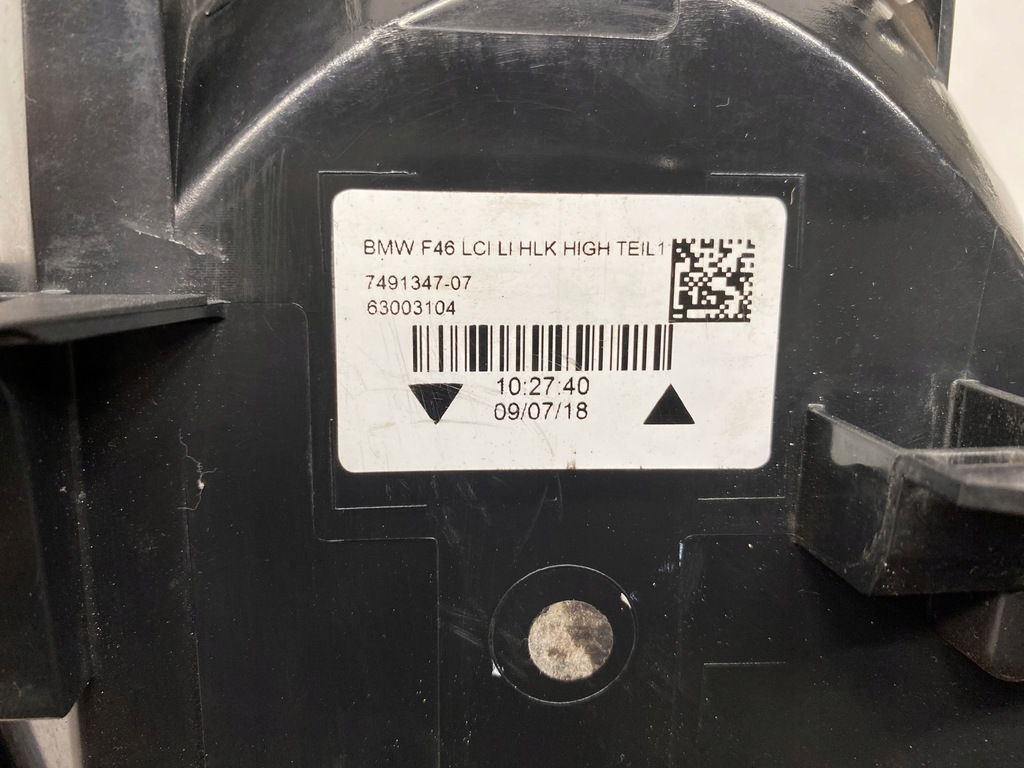 BMW F46 LCI LI HLK HIGH TEIL1
7491347-07
63003104
10:27:40
09/07/18